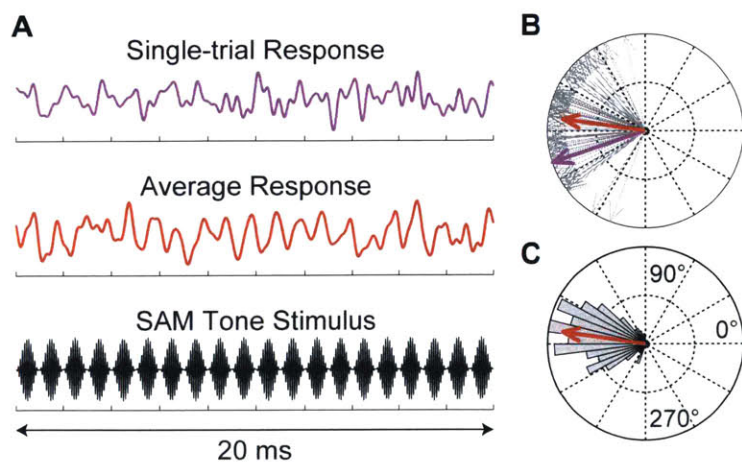 A
Single-trial Response
Average Response
SAM Tone Stimulus
20 ms
B
C
90°
0°
270°